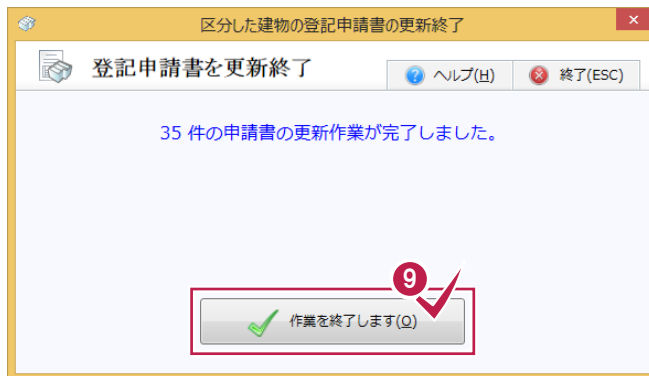 区分した建物の登記申請書の更新終了
登記申請書を更新終了
ヘルプ(H)
終了(ESC)
35 件の申請書の更新作業が完了しました。
9
作業を終了します(O)